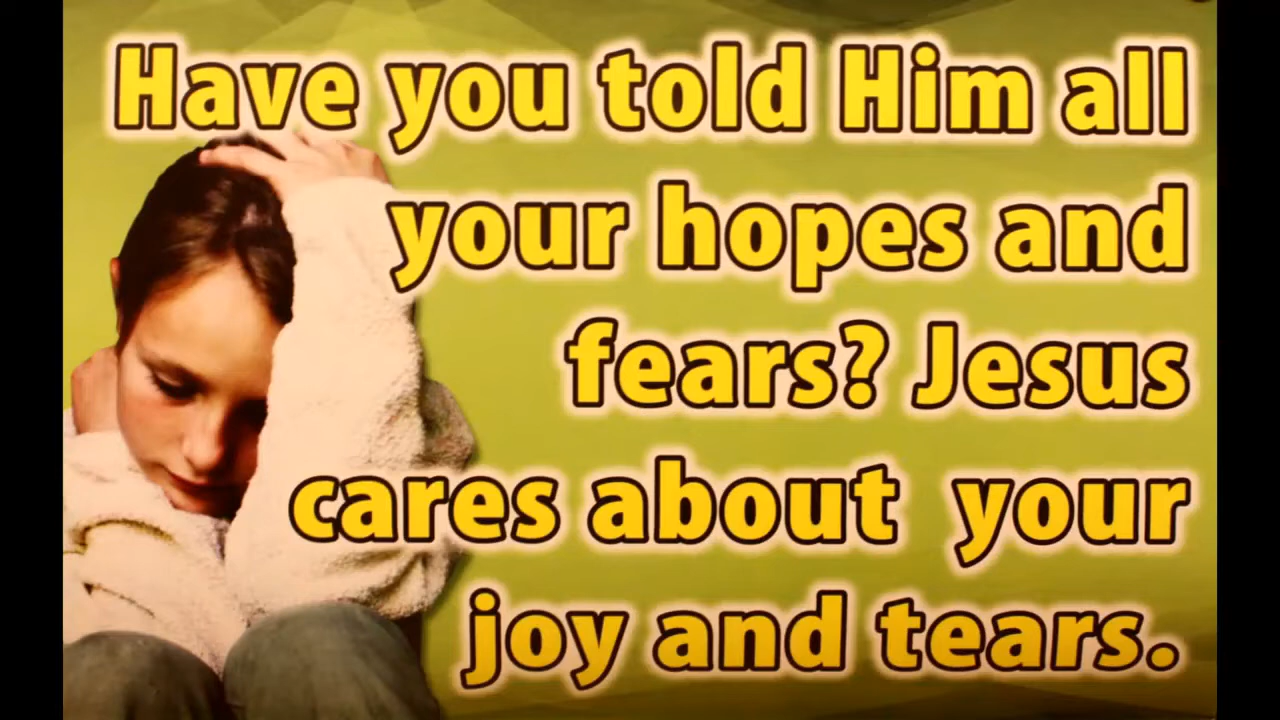 Have you told Him all
your hopes and
fears? Jesus
cares about your
joy and tears.